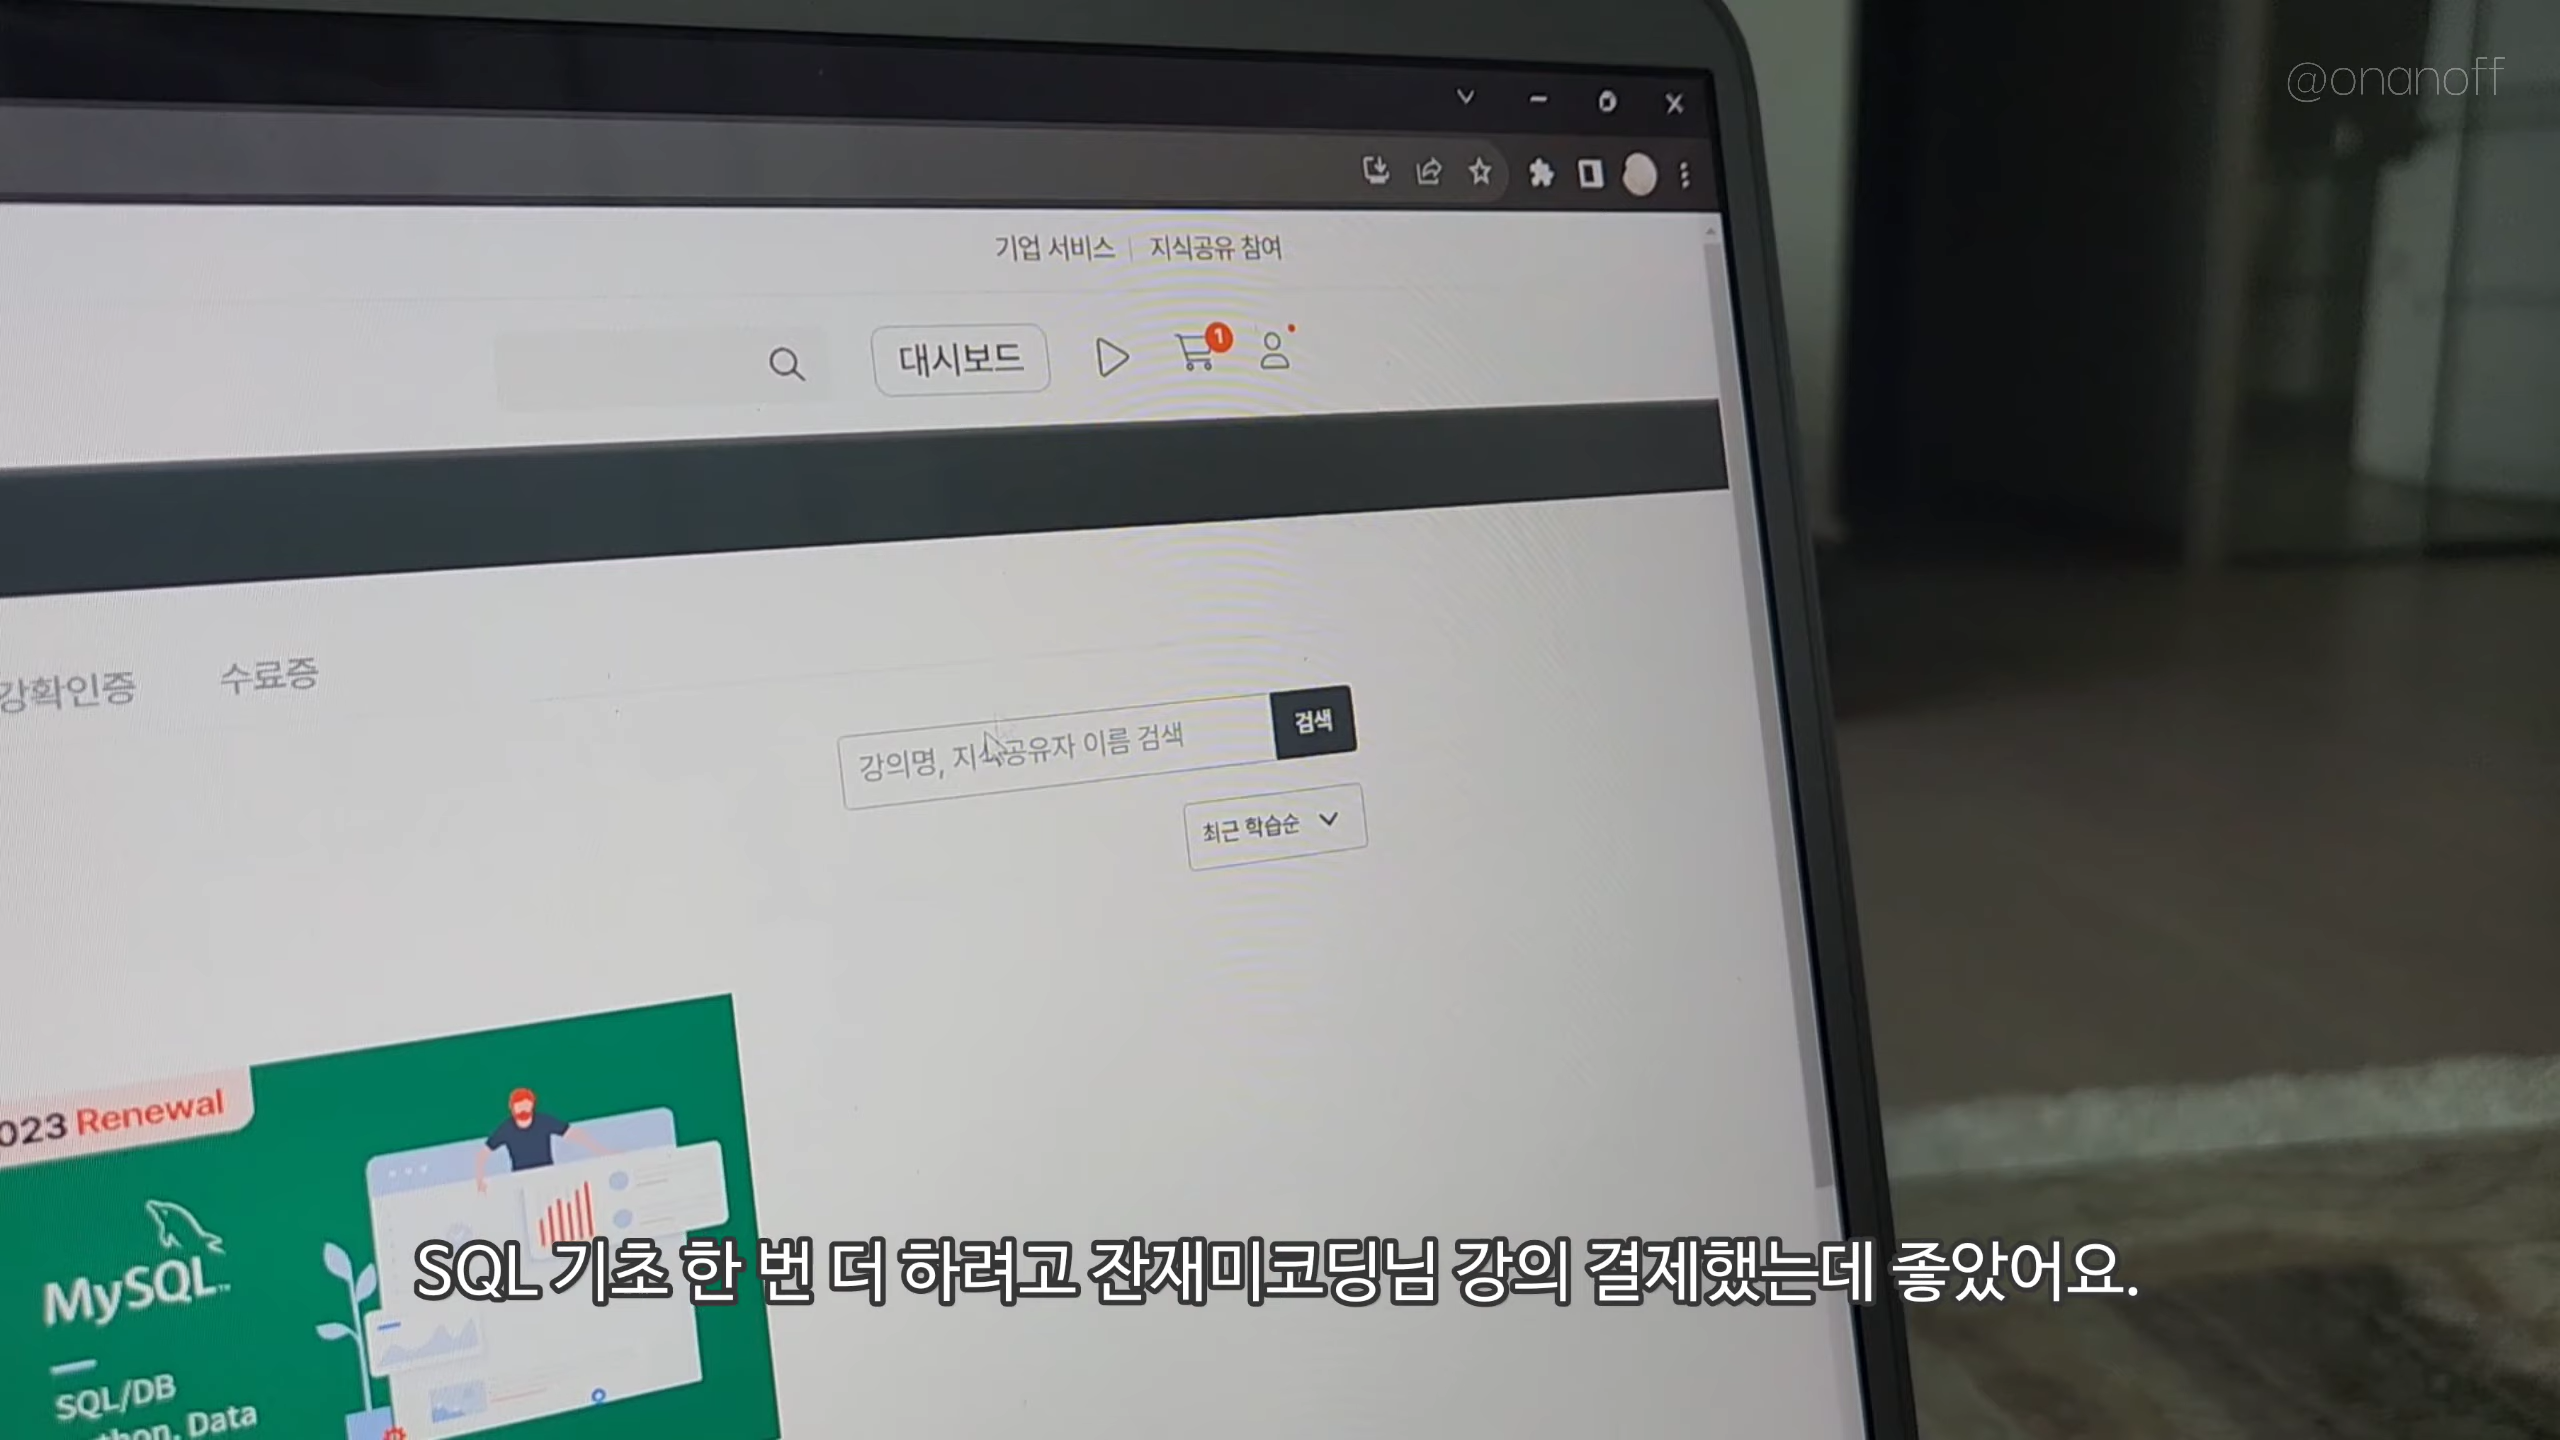 @onanoff
기업 서비스 | 지식공유 참여
대시보드
1
강확인증 수료증
강의명, 지식공유자 이름 검색
검색
최근 학습순
023 Renewal
MySQL™
SQL/DB
thon, Data
SQL 기초 한 번 더 하려고 잔재미코딩님 강의 결제했는데 좋았어요.